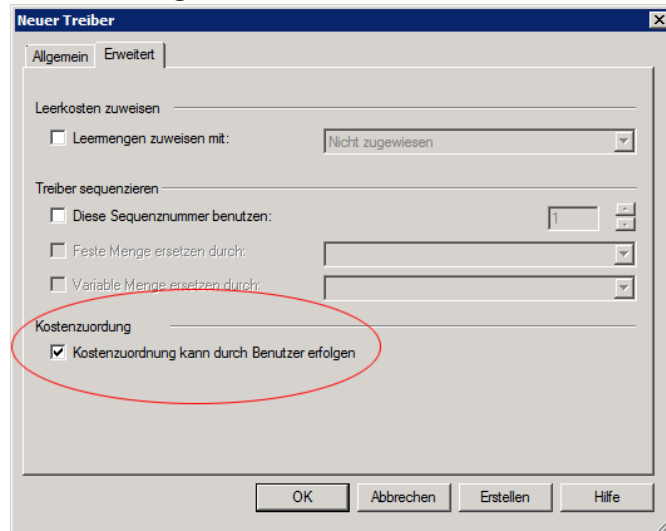 Neuer Treiber
Allgemein Erweitert
Leerkosten zuweisen
Leermengen zuweisen mit: Nicht zugewiesen
Treiber sequenzieren
Diese Sequenznummer benutzen: 1
Feste Menge ersetzen durch:
Variable Menge ersetzen durch:
Kostenzuordung
Kostenzuordnung kann durch Benutzer erfolgen
OK Abbrechen Erstellen Hilfe